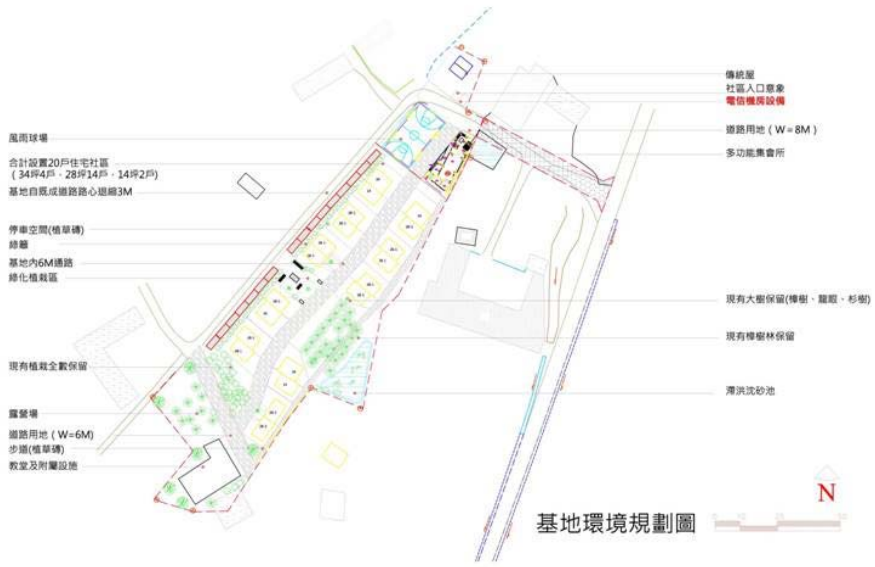 傳統屋
社區入口意象
電信機房設備
道路用地(W=8M)
多功能集會所
現有大樹保留(樟樹、龍眼、杉樹)
現有樟樹林保留
滯洪沈砂池
風雨球場
合計設置20戶住宅社區
(34坪4戶、28坪14戶、14坪2戶)
基地自既成道路路心退縮3M
停車空間(植草磚)
綠籬
基地內6M通路
綠化植栽區
現有植栽全數保留
露營場
道路用地(W=6M)
步道(植草磚)
教堂及附屬設施
N
基地環境規劃圖